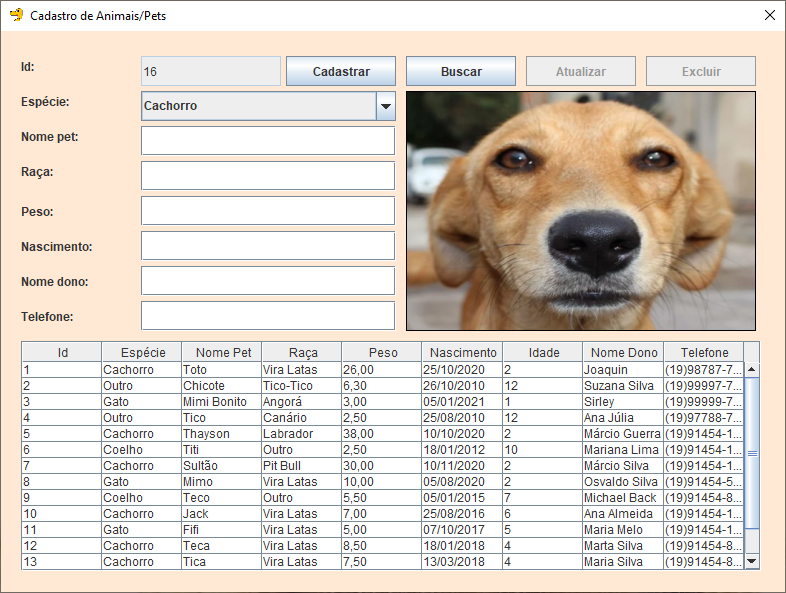 Cadastro de Animais/Pets
Id: 16 Cadastrar Buscar Atualizar Excluir
Espécie: Cachorro
Nome pet:
Raça:
Peso:
Nascimento:
Nome dono:
Telefone:
Id Espécie Nome Pet Raça Peso Nascimento Idade Nome Dono Telefone
1 Cachorro Toto Vira Latas 26,00 25/10/2020 2 Joaquin (19)98787-7...
2 Outro Chicote Tico-Tico 6,30 26/10/2010 12 Suzana Silva (19)99997-7...
3 Gato Mimi Bonito Angorá 3,00 05/01/2021 1 Sirley (19)99999-7...
4 Outro Tico Canário 2,50 25/08/2010 12 Ana Júlia (19)97788-7...
5 Cachorro Thayson Labrador 38,00 10/10/2020 2 Márcio Guerra (19)91454-1...
6 Coelho Titi Outro 2,50 18/01/2012 10 Mariana Lima (19)91454-1...
7 Cachorro Sultão Pit Bull 30,00 10/11/2020 2 Márcio Silva (19)91454-1...
8 Gato Mimo Vira Latas 10,00 05/08/2020 2 Osvaldo Silva (19)91454-5...
9 Coelho Teco Outro 5,50 05/01/2015 7 Michael Back (19)91454-8...
10 Cachorro Jack Vira Latas 7,00 25/08/2016 6 Ana Almeida (19)91454-1...
11 Gato Fifi Vira Latas 5,00 07/10/2017 5 Maria Melo (19)91454-1...
12 Cachorro Teca Vira Latas 8,50 18/01/2018 4 Marta Silva (19)91454-8...
13 Cachorro Tica Vira Latas 7,50 13/03/2018 4 Maria Silva (19)91454-8...